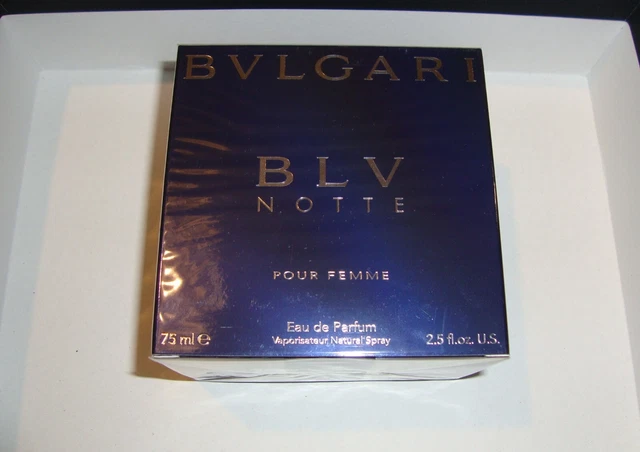 BVLGARI
BLV
NOTTE
POUR FEMME
Eau de Parfum
75 ml ℮ Vaporisateur Natural Spray 2.5 fl.oz. U.S.